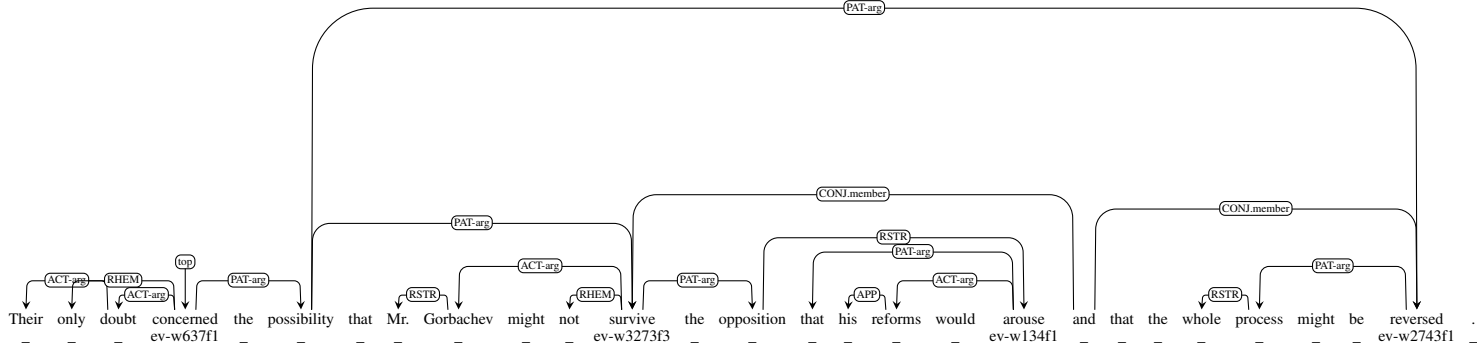 PAT-arg
CONJ.member
CONJ.member
PAT-arg
RSTR
PAT-arg
top ACT-arg PAT-arg
ACT-arg RHEM PAT-arg PAT-arg ACT-arg
ACT-arg RSTR RHEM APP RSTR
Their only doubt concerned the possibility that Mr. Gorbachev might not survive the opposition that his reforms would arouse and that the whole process might be reversed .
ev-w637f1 ev-w3273f3 ev-w134f1 ev-w2743f1
_ _ _ _ _ _ _ _ _ _ _ _ _ _ _ _ _ _ _ _ _ _ _ _ _ _ _ _